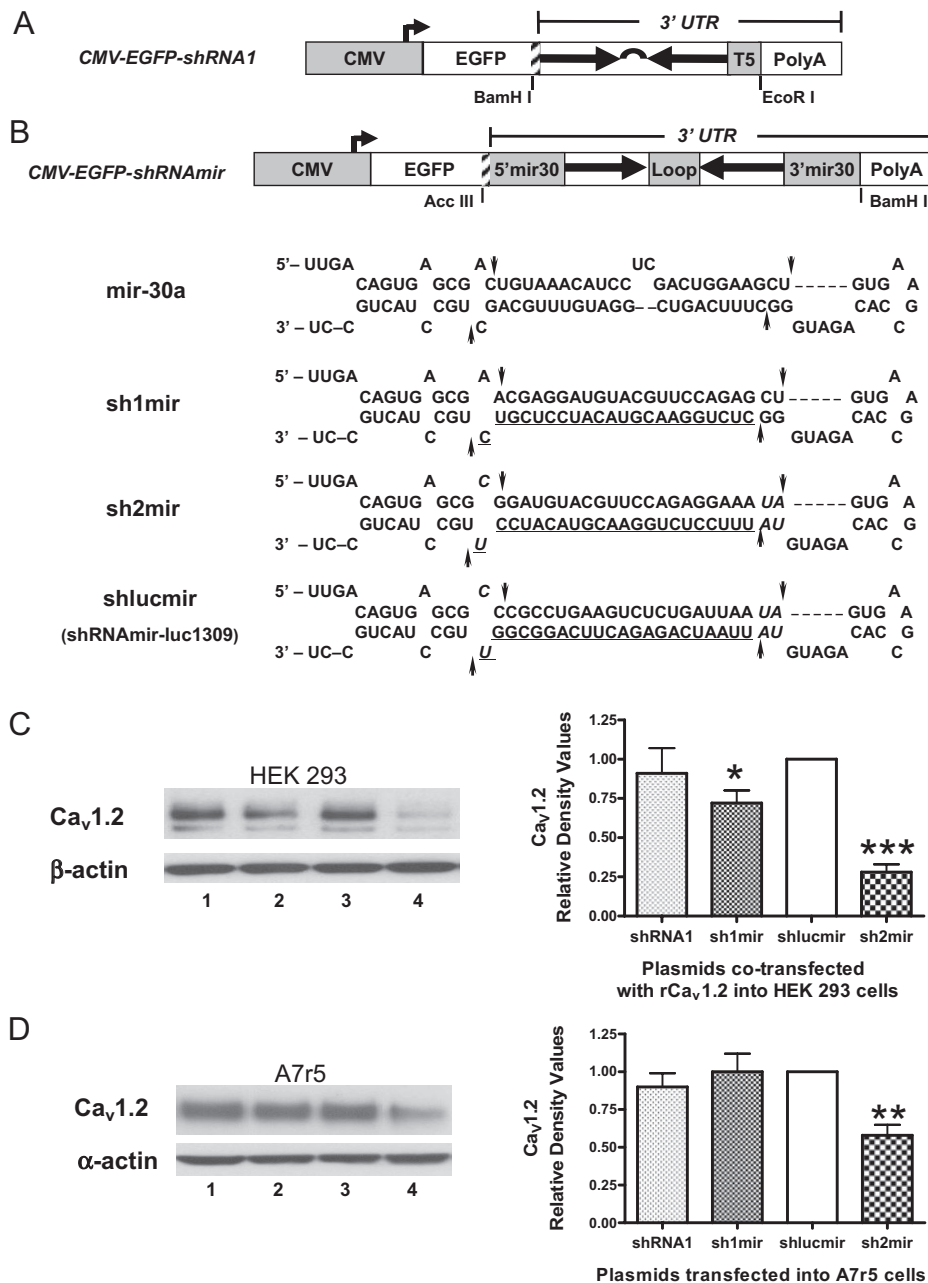 A
3' UTR
CMV-EGFP-shRNA1
CMV
EGFP
T5
PolyA
BamH I
EcoR I
B
3' UTR
CMV-EGFP-shRNAmir
CMV
EGFP
5'mir30
Loop
3'mir30
PolyA
Acc III
BamH I
mir-30a
5'– UUGA A A UC A
CAGUG GCG CUGUAAACAUCC GACUGGAAGCU - - - - - GUG A
GUCAU CGU GACGUUUGUAGG – – CUGACUUUCGG CAC G
3' – UC–C C C GUAGA C
sh1mir
5' – UUGA A A A
CAGUG GCG ACGAGGAUGUACGUUCCAGAG CU - - - - - GUG A
GUCAU CGU UGCUCCUACAUGCAAGGUCUC GG CAC G
3' – UC–C C C GUAGA C
sh2mir
5' – UUGA A C A
CAGUG GCG GGAUGUACGUUCCAGAGGAAA UA - - - - - GUG A
GUCAU CGU CCUACAUGCAAGGUCUCCUUU AU CAC G
3' – UC–C C U GUAGA C
shlucmir
(shRNAmir-luc1309)
5' – UUGA A C A
CAGUG GCG CCGCCUGAAGUCUCUGAUUAA UA - - - - - GUG A
GUCAU CGU GGCGGACUUCAGAGACUAAUU AU CAC G
3' – UC–C C U GUAGA C
C
HEK 293
Cav1.2
β-actin
1 2 3 4
Cav1.2
Relative Density Values
1.25
1.00
0.75
0.50
0.25
0.00
*
***
shRNA1 sh1mir shlucmir sh2mir
Plasmids co-transfected
with rCav1.2 into HEK 293 cells
D
A7r5
Cav1.2
α-actin
1 2 3 4
Cav1.2
Relative Density Values
1.25
1.00
0.75
0.50
0.25
0.00
**
shRNA1 sh1mir shlucmir sh2mir
Plasmids transfected into A7r5 cells